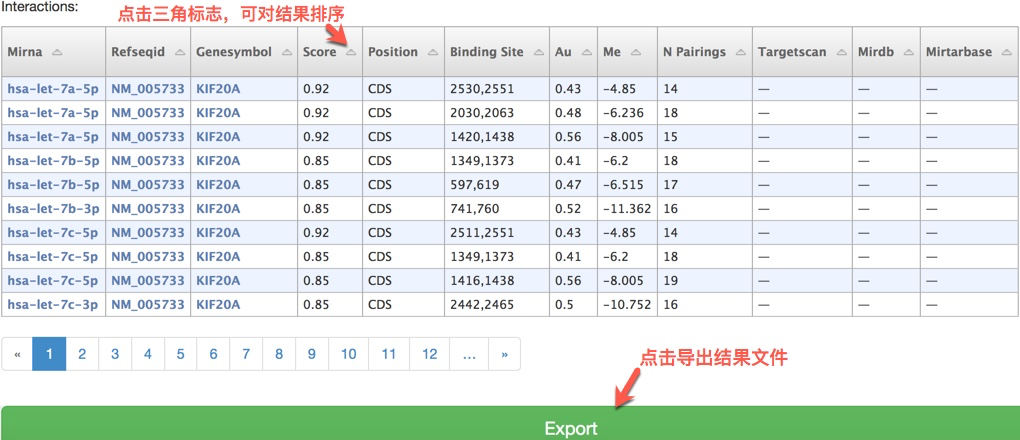 Interactions:
点击三角标志，可对结果排序
Mirna Refseqid Genesymbol Score Position Binding Site Au Me N Pairings Targetscan Mirdb Mirtarbase
hsa-let-7a-5p NM_005733 KIF20A 0.92 CDS 2530,2551 0.43 -4.85 14 — — —
hsa-let-7a-5p NM_005733 KIF20A 0.92 CDS 2030,2063 0.48 -6.236 18 — — —
hsa-let-7a-5p NM_005733 KIF20A 0.92 CDS 1420,1438 0.56 -8.005 15 — — —
hsa-let-7b-5p NM_005733 KIF20A 0.85 CDS 1349,1373 0.41 -6.2 18 — — —
hsa-let-7b-5p NM_005733 KIF20A 0.85 CDS 597,619 0.47 -6.515 17 — — —
hsa-let-7b-3p NM_005733 KIF20A 0.85 CDS 741,760 0.52 -11.362 16 — — —
hsa-let-7c-5p NM_005733 KIF20A 0.92 CDS 2511,2551 0.43 -4.85 14 — — —
hsa-let-7c-5p NM_005733 KIF20A 0.85 CDS 1349,1373 0.41 -6.2 18 — — —
hsa-let-7c-5p NM_005733 KIF20A 0.85 CDS 1416,1438 0.56 -8.005 19 — — —
hsa-let-7c-3p NM_005733 KIF20A 0.85 CDS 2442,2465 0.5 -10.752 16 — — —
« 1 2 3 4 5 6 7 8 9 10 11 12 ... »
点击导出结果文件
Export